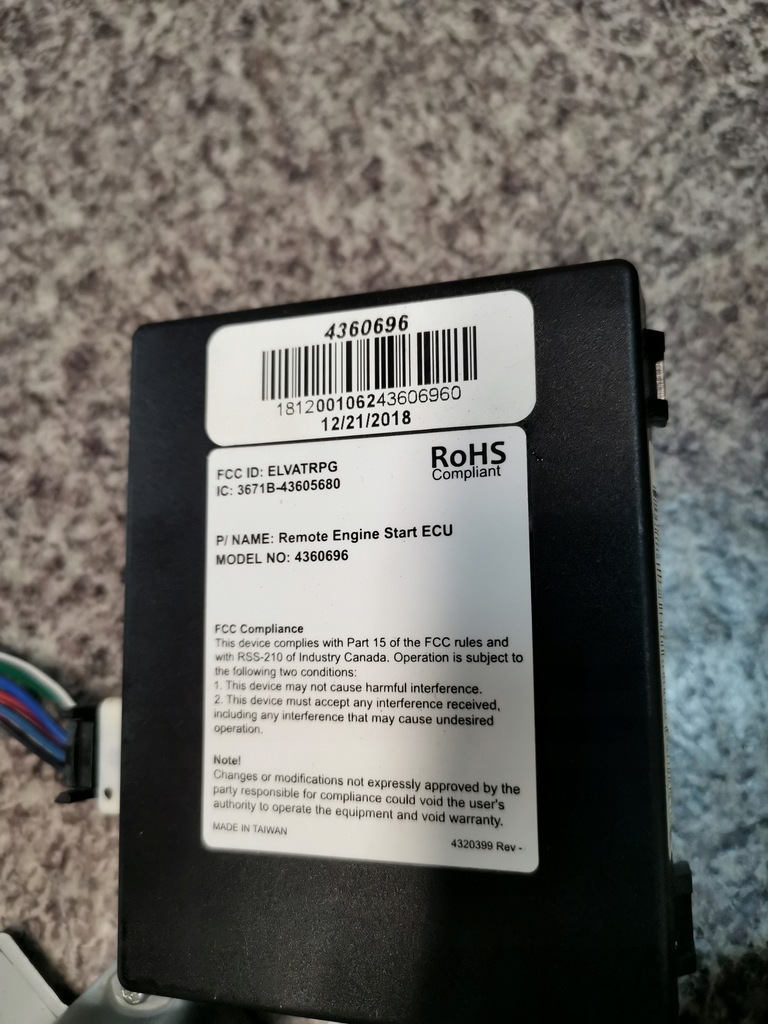 4360696
181200106243606960
12/21/2018
FCC ID: ELVATRPG
IC: 3671B-43605680
RoHS
Compliant
P/ NAME: Remote Engine Start ECU
MODEL NO: 4360696
FCC Compliance
This device complies with Part 15 of the FCC rules and
with RSS-210 of Industry Canada. Operation is subject to
the following two conditions:
1. This device may not cause harmful interference.
2. This device must accept any interference received,
including any interference that may cause undesired
operation.
Note!
Changes or modifications not expressly approved by the
party responsible for compliance could void the user's
authority to operate the equipment and void warranty.
MADE IN TAIWAN
4320399 Rev -